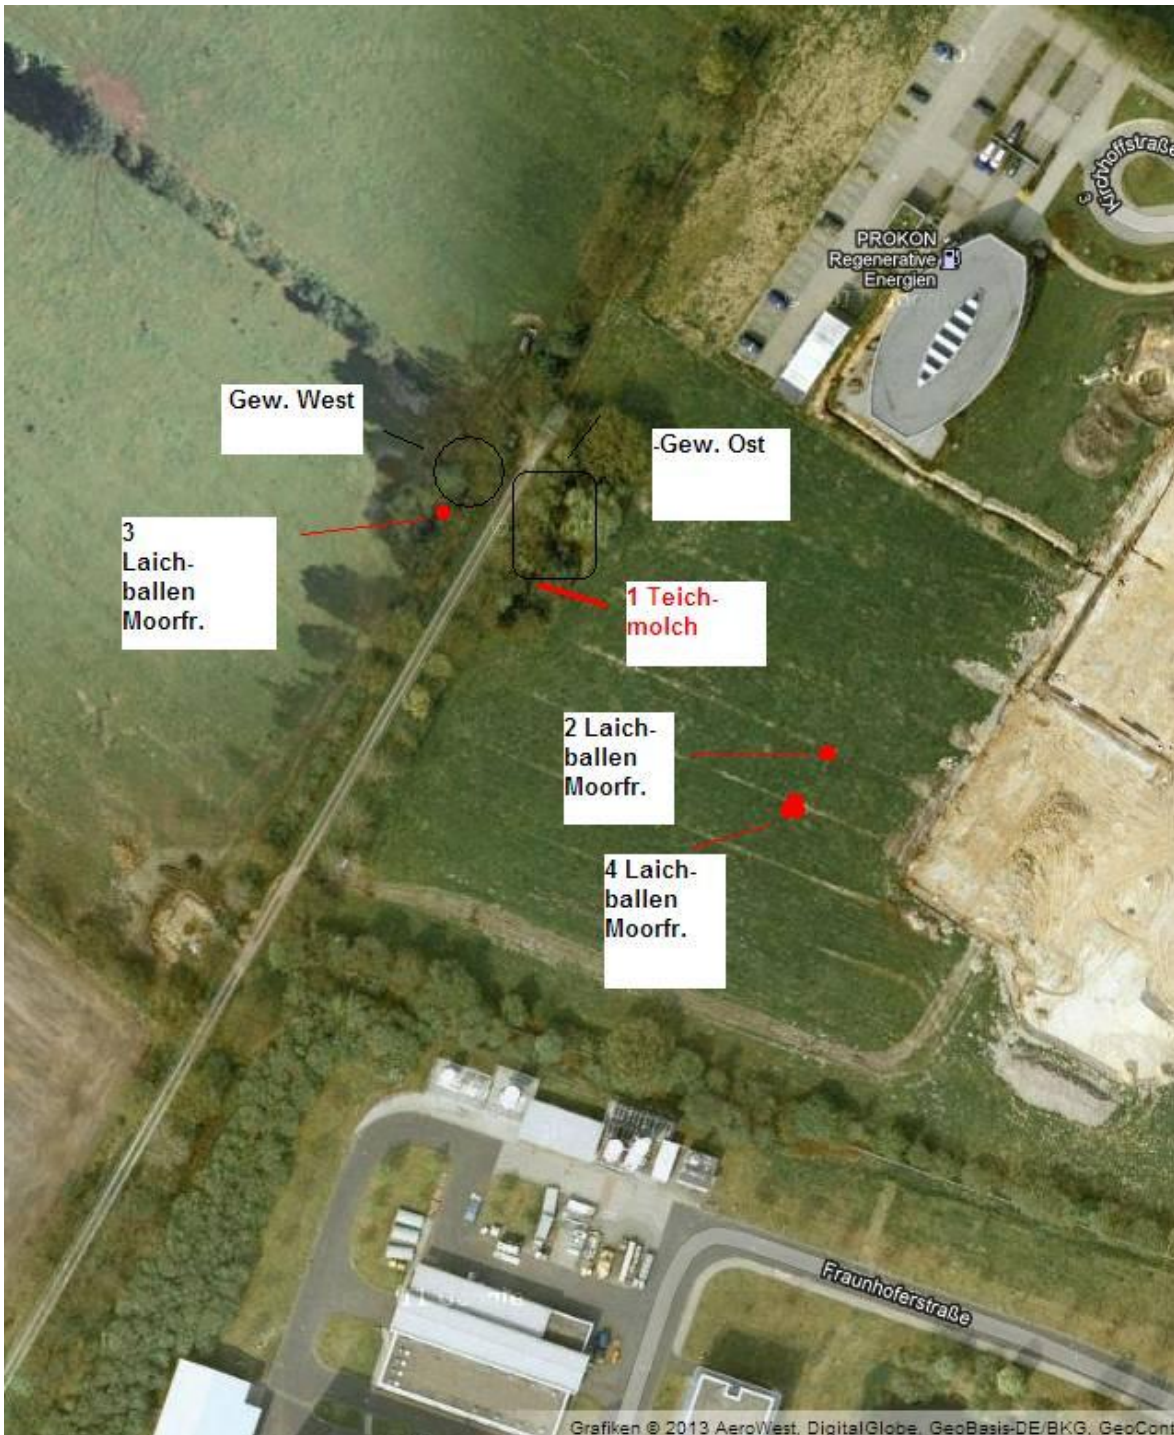 Kirchhoffstraße
3
PROKON
Regenerative
Energien
Gew. West
-Gew. Ost
3
Laich-
ballen
Moorfr.
1 Teich-
molch
2 Laich-
ballen
Moorfr.
4 Laich-
ballen
Moorfr.
Fraunhoferstraße
Grafiken © 2013 AeroWest, DigitalGlobe, GeoBasis-DE/BKG, GeoCont